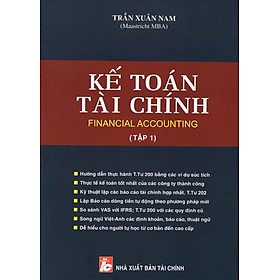 TRẦN XUÂN NAM
(Maastricht MBA)
KẾ TOÁN
TÀI CHÍNH
FINANCIAL ACCOUNTING
(TẬP 1)
Hướng dẫn thực hành T.Tư 200 bằng các ví dụ súc tích
Thực tế kế toán tốt nhất của các công ty thành công
Kỹ thuật lập các báo cáo tài chính hợp nhất, T.Tư 202
Lập Báo cáo dòng tiền tự động theo phương pháp mới
So sánh VAS với IFRS; T.Tư 200 với các quy định cũ
Song ngữ Việt-Anh các định khoản, báo cáo, thuật ngữ
Dễ hiểu cho người tự học từ cơ bản đến cao cấp
NHÀ XUẤT BẢN TÀI CHÍNH